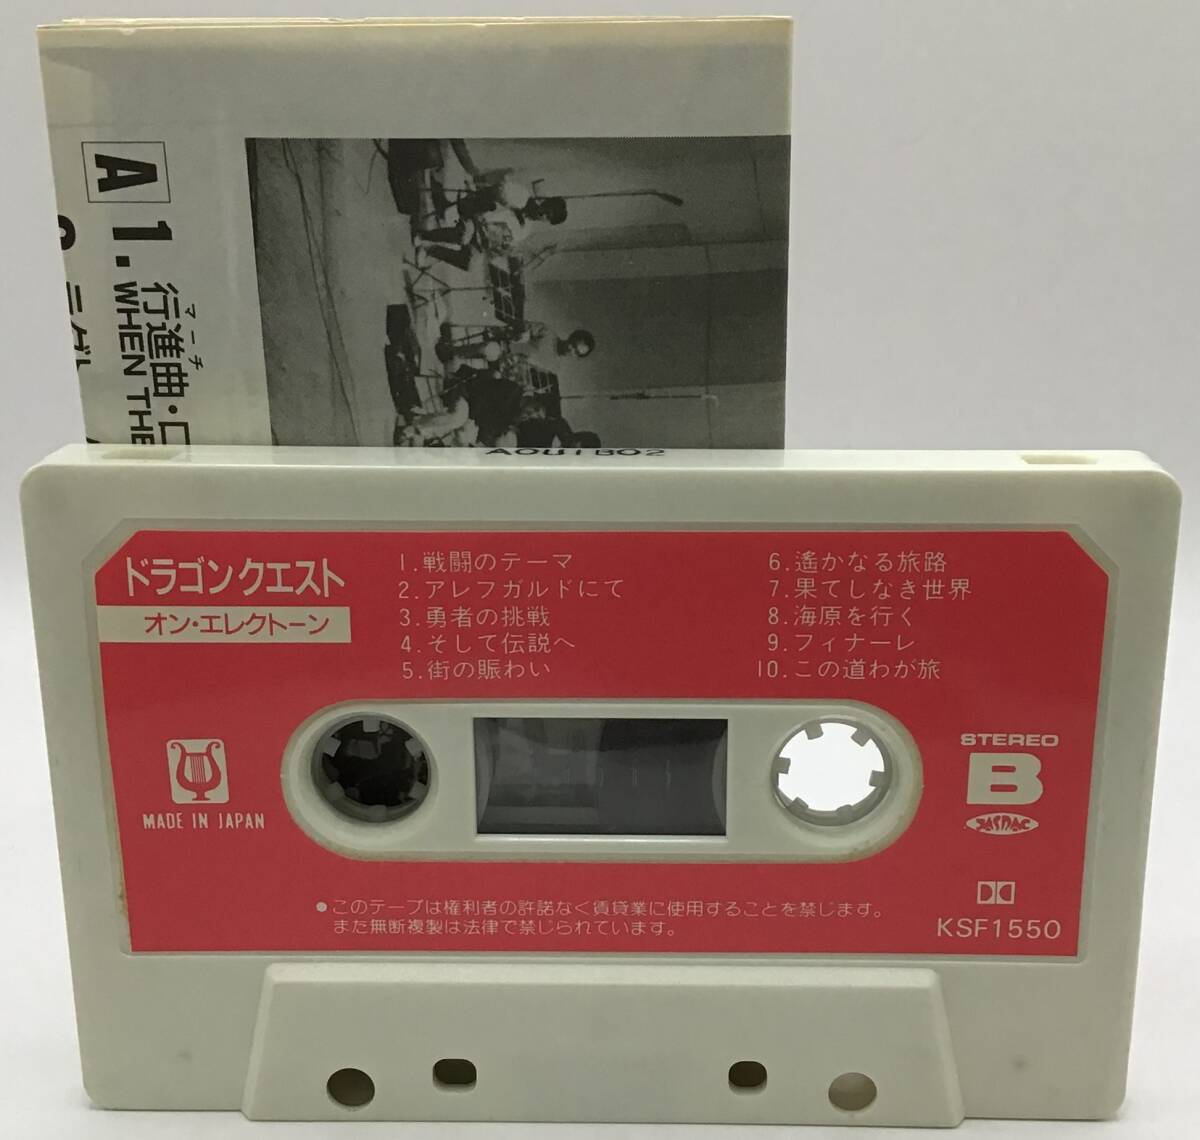 A
1. 行進曲・ロ
マーチ
WHEN THE
ドラゴンクエスト
オン・エレクトーン
1. 戦闘のテーマ
2. アレフガルドにて
3. 勇者の挑戦
4. そして伝説へ
5. 街の賑わい
6. 遙かなる旅路
7. 果てしなき世界
8. 海原を行く
9. フィナーレ
10. この道わが旅
MADE IN JAPAN
STEREO
B
JASRAC
●このテープは権利者の許諾なく賃貸業に使用することを禁じます。
また無断複製は法律で禁じられています。
KSF1550